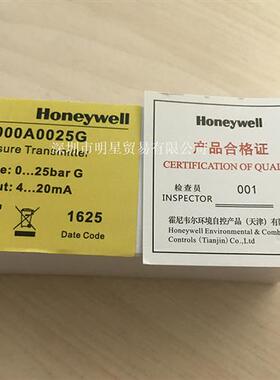 Honeywell
000A0025G
sure Transmitter
e: 0...25bar G
ut: 4...20mA
1625
Date Code
深圳市明星贸易有限公司
Honeywell
产品合格证
CERTIFICATION OF QUAL
检查员
INSPECTOR
001
霍尼韦尔环境自控产品（天津）有限
Honeywell Environmental & Combu
Controls (Tianjin) Co.,Ltd